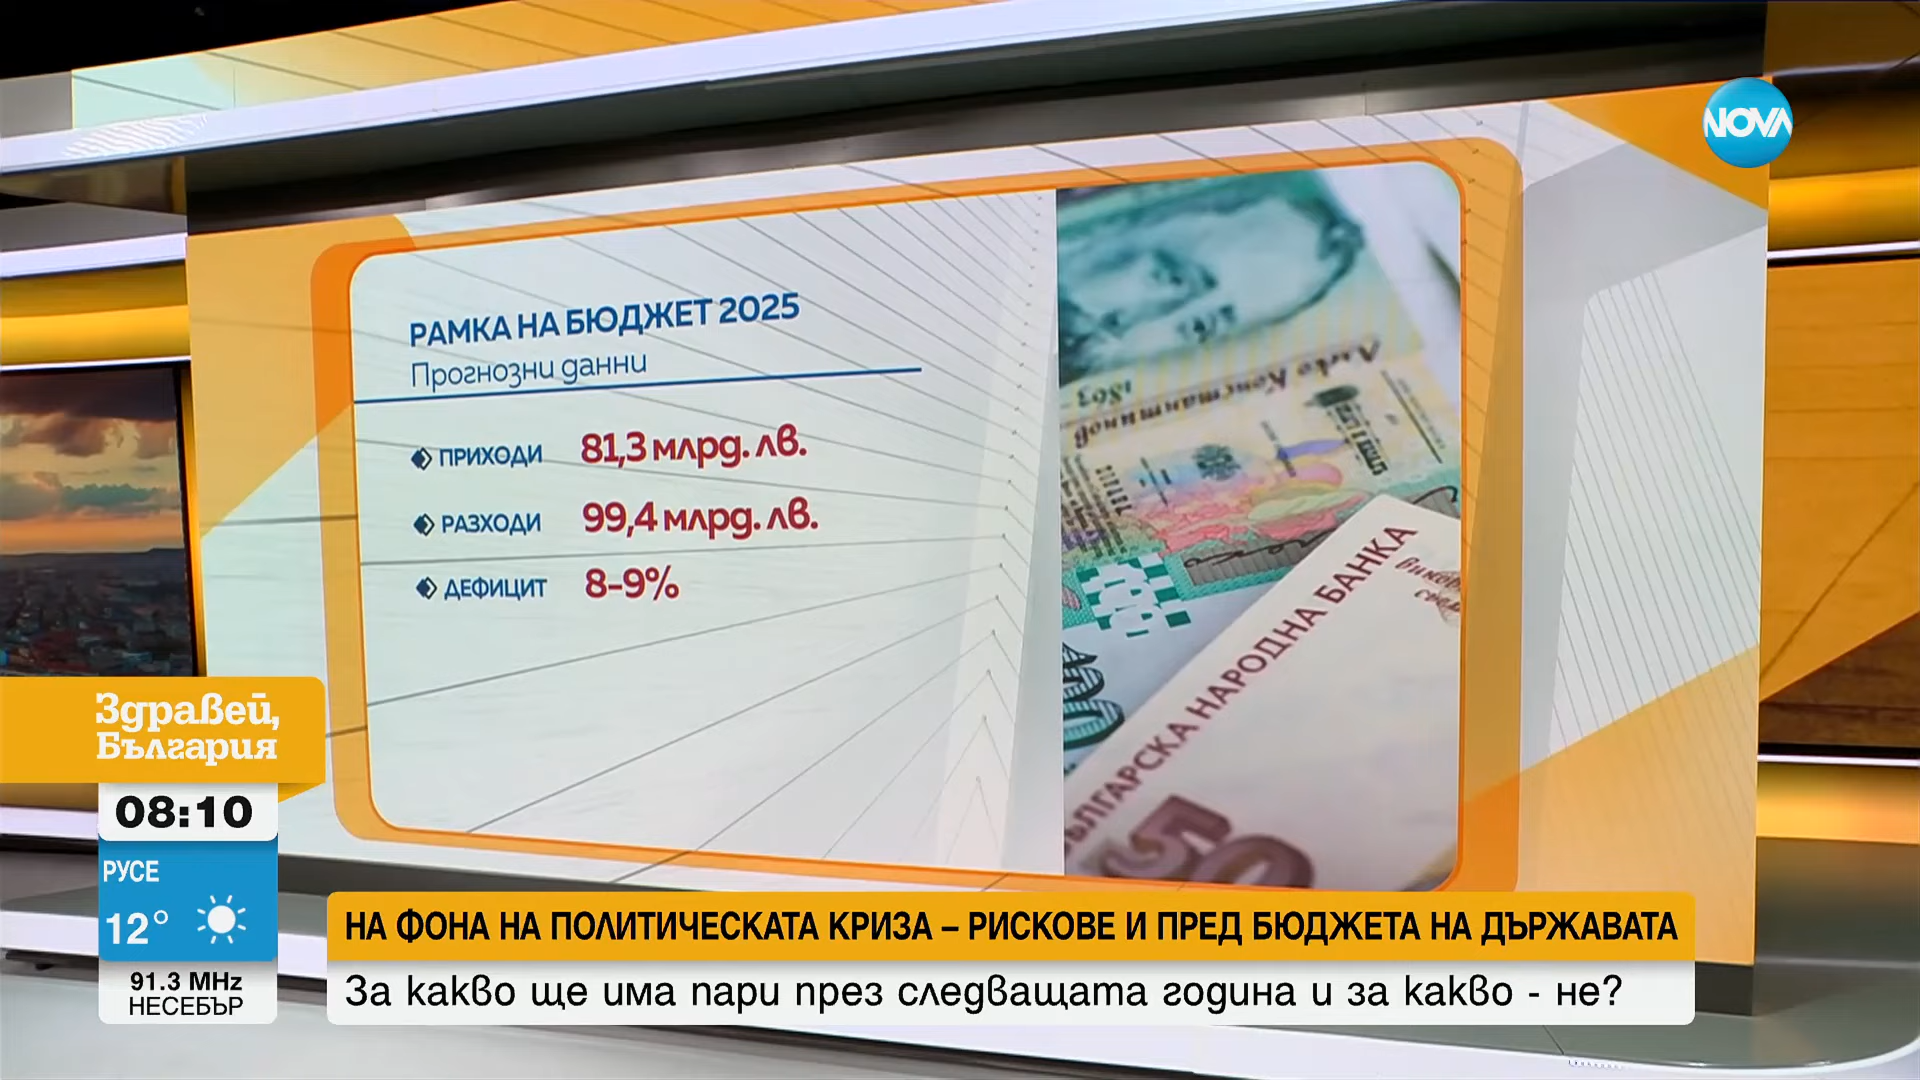 NOVA
РАМКА НА БЮДЖЕТ 2025
Прогнозни данни
ПРИХОДИ 81,3 млрд. лв.
РАЗХОДИ 99,4 млрд. лв.
ДЕФИЦИТ 8-9%
БЪЛГАРСКА НАРОДНА БАНКА
50
Здравей,
България
08:10
РУСЕ
12°
91.3 MHz
НЕСЕБЪР
НА ФОНА НА ПОЛИТИЧЕСКАТА КРИЗА – РИСКОВЕ И ПРЕД БЮДЖЕТА НА ДЪРЖАВАТА
За какво ще има пари през следващата година и за какво - не?